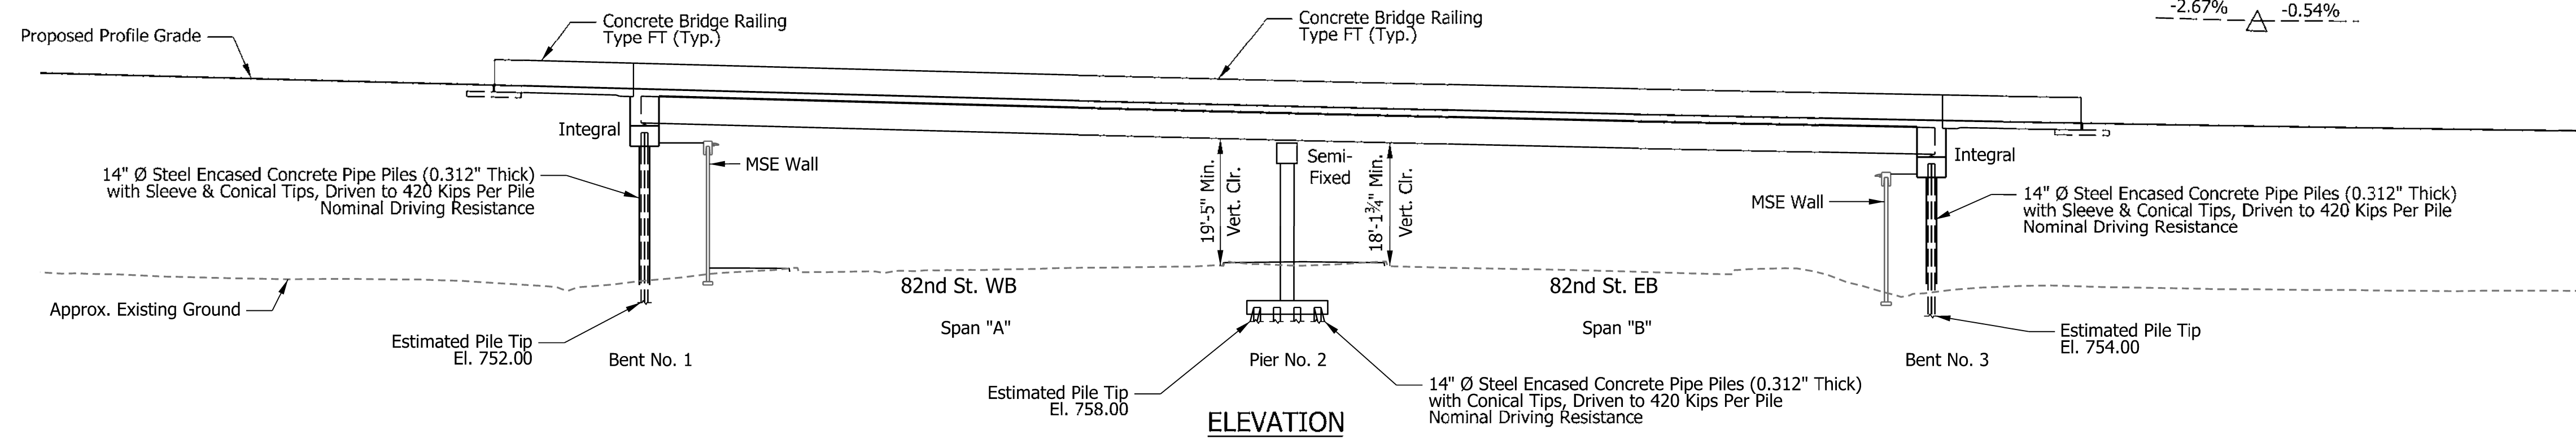 Proposed Profile Grade
Concrete Bridge Railing
Type FT (Typ.)
Concrete Bridge Railing
Type FT (Typ.)
-2.67%
-0.54%
Integral
MSE Wall
14" Ø Steel Encased Concrete Pipe Piles (0.312" Thick)
with Sleeve & Conical Tips, Driven to 420 Kips Per Pile
Nominal Driving Resistance
19'-5" Min.
Vert. Clr.
Semi-
Fixed
18'-1¾" Min.
Vert. Clr.
Integral
MSE Wall
14" Ø Steel Encased Concrete Pipe Piles (0.312" Thick)
with Sleeve & Conical Tips, Driven to 420 Kips Per Pile
Nominal Driving Resistance
Approx. Existing Ground
82nd St. WB
82nd St. EB
Span "A"
Span "B"
Estimated Pile Tip
El. 752.00
Bent No. 1
Pier No. 2
Bent No. 3
Estimated Pile Tip
El. 754.00
Estimated Pile Tip
El. 758.00
14" Ø Steel Encased Concrete Pipe Piles (0.312" Thick)
with Conical Tips, Driven to 420 Kips Per Pile
Nominal Driving Resistance
ELEVATION